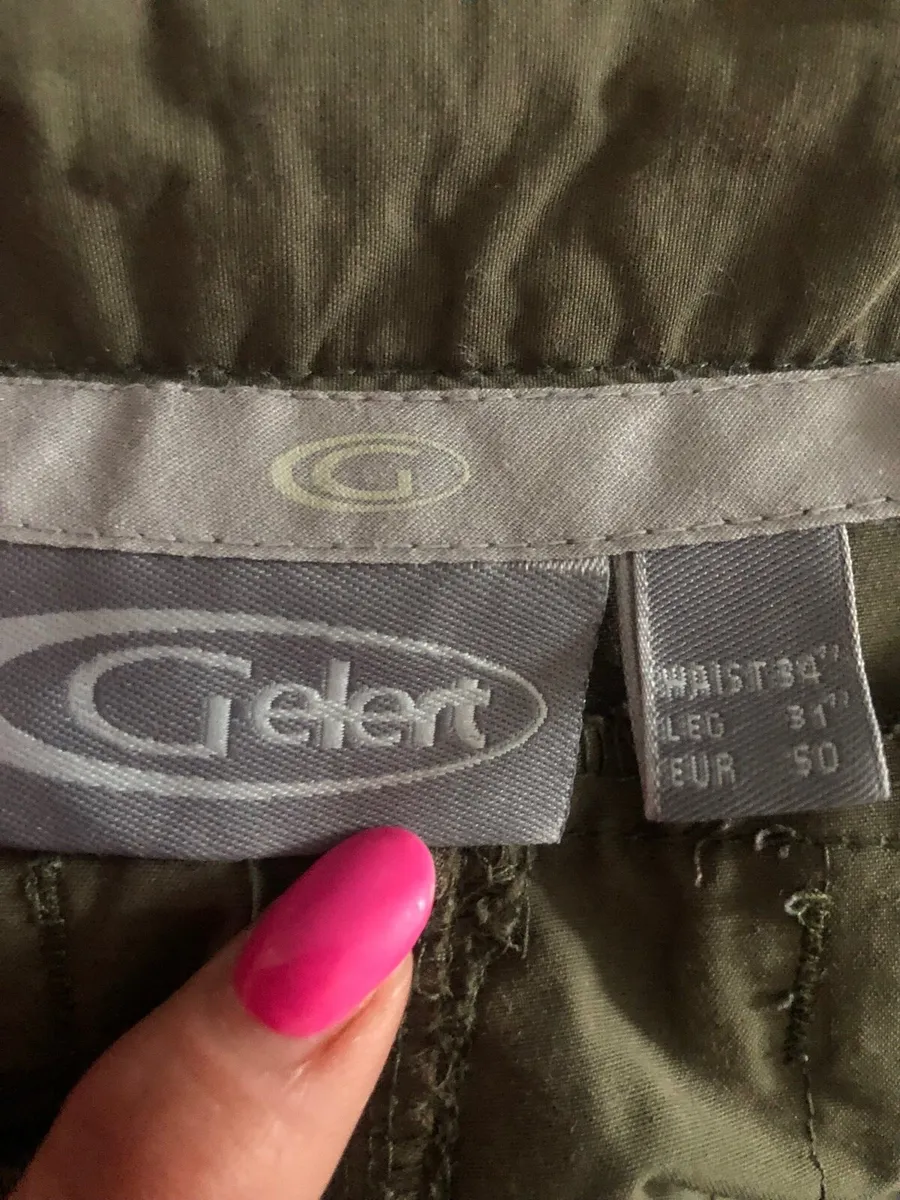 G
Gelert
WAIST 34"
LEG 31"
EUR 50